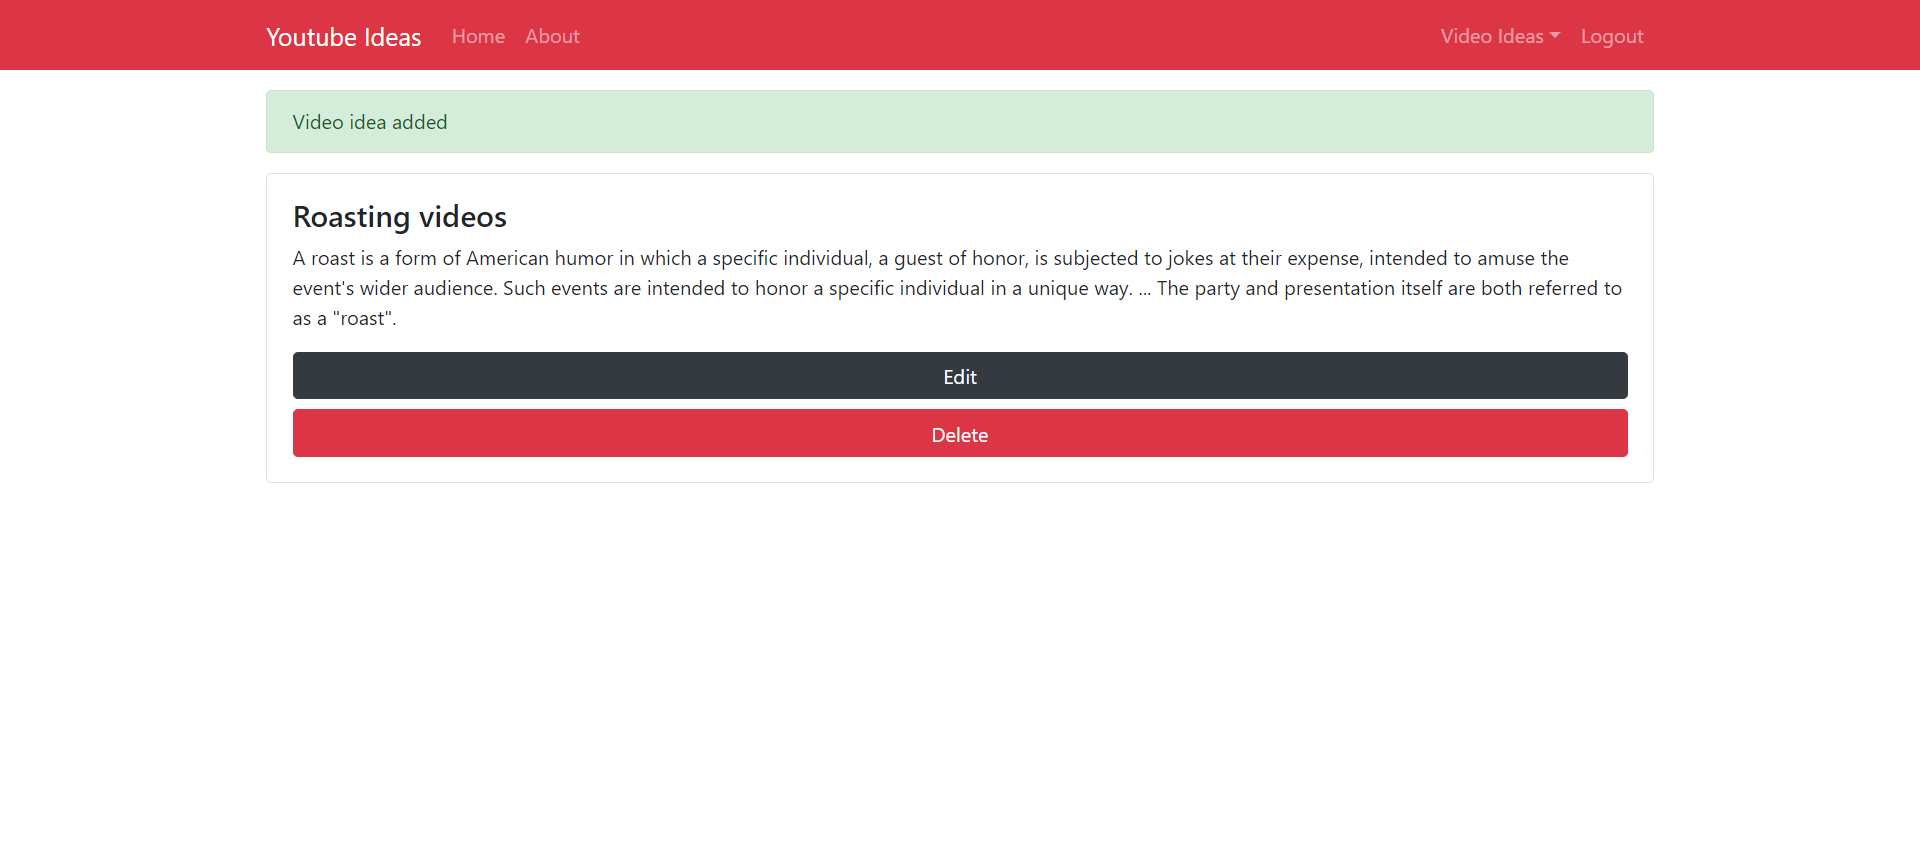 Youtube Ideas Home About Video Ideas Logout
Video idea added
Roasting videos
A roast is a form of American humor in which a specific individual, a guest of honor, is subjected to jokes at their expense, intended to amuse the
event's wider audience. Such events are intended to honor a specific individual in a unique way. ... The party and presentation itself are both referred to
as a "roast".
Edit
Delete